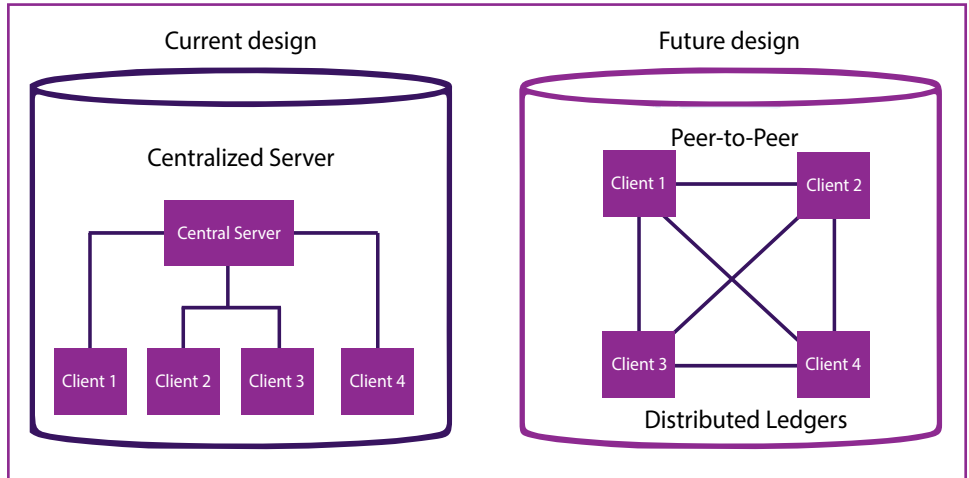 Current design
Centralized Server
Central Server
Client 1
Client 2
Client 3
Client 4
Future design
Peer-to-Peer
Client 1
Client 2
Client 3
Client 4
Distributed Ledgers